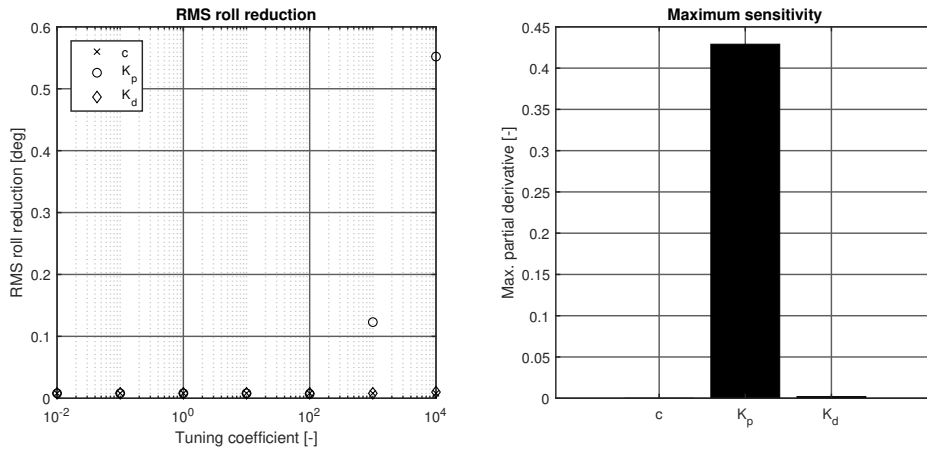 RMS roll reduction
0.6
0.5
0.4
0.3
0.2
0.1
0
RMS roll reduction [deg]
c
K_p
K_d
10^-2
10^0
10^2
10^4
Tuning coefficient [-]
Maximum sensitivity
0.45
0.4
0.35
0.3
0.25
0.2
0.15
0.1
0.05
0
Max. partial derivative [-]
c
K_p
K_d